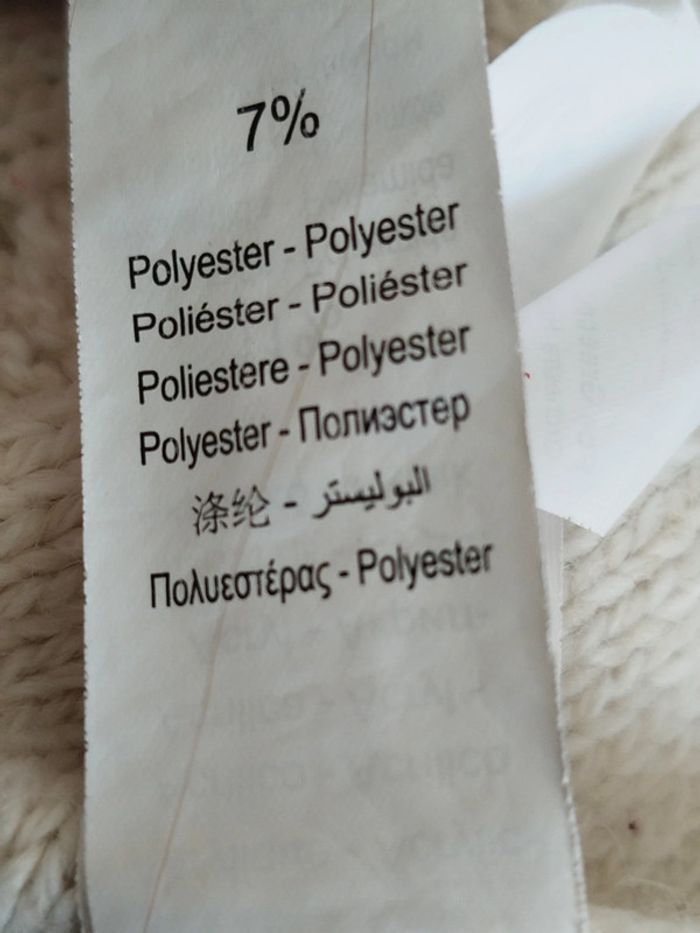 7%
Polyester - Polyester
Poliéster - Poliéster
Poliestere - Polyester
Polyester - Полиэстер
涤纶 - البوليستر
Πολυεστέρας - Polyester